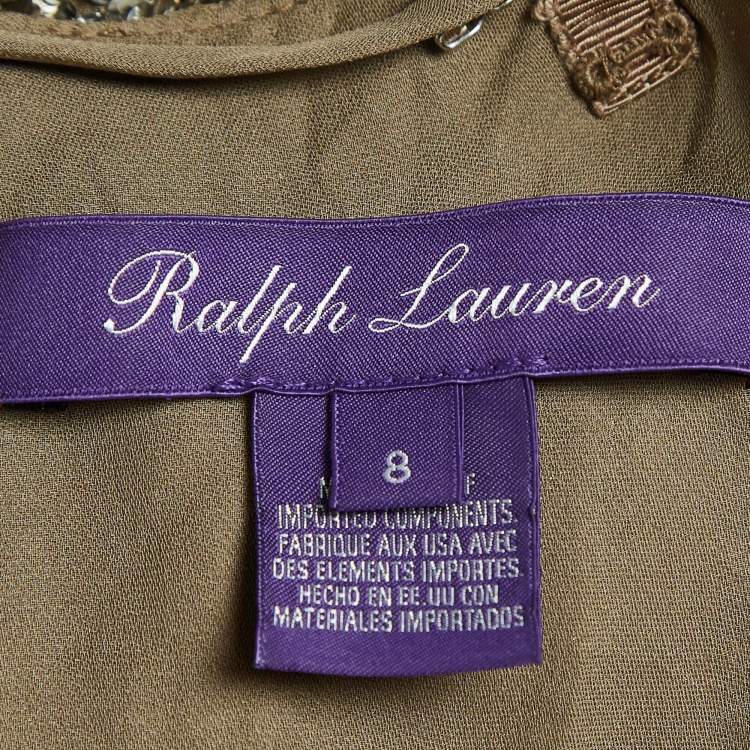 Ralph Lauren
8
IMPORTED COMPONENTS.
FABRIQUE AUX USA AVEC
DES ELEMENTS IMPORTES.
HECHO EN EE.UU CON
MATERIALES IMPORTADOS